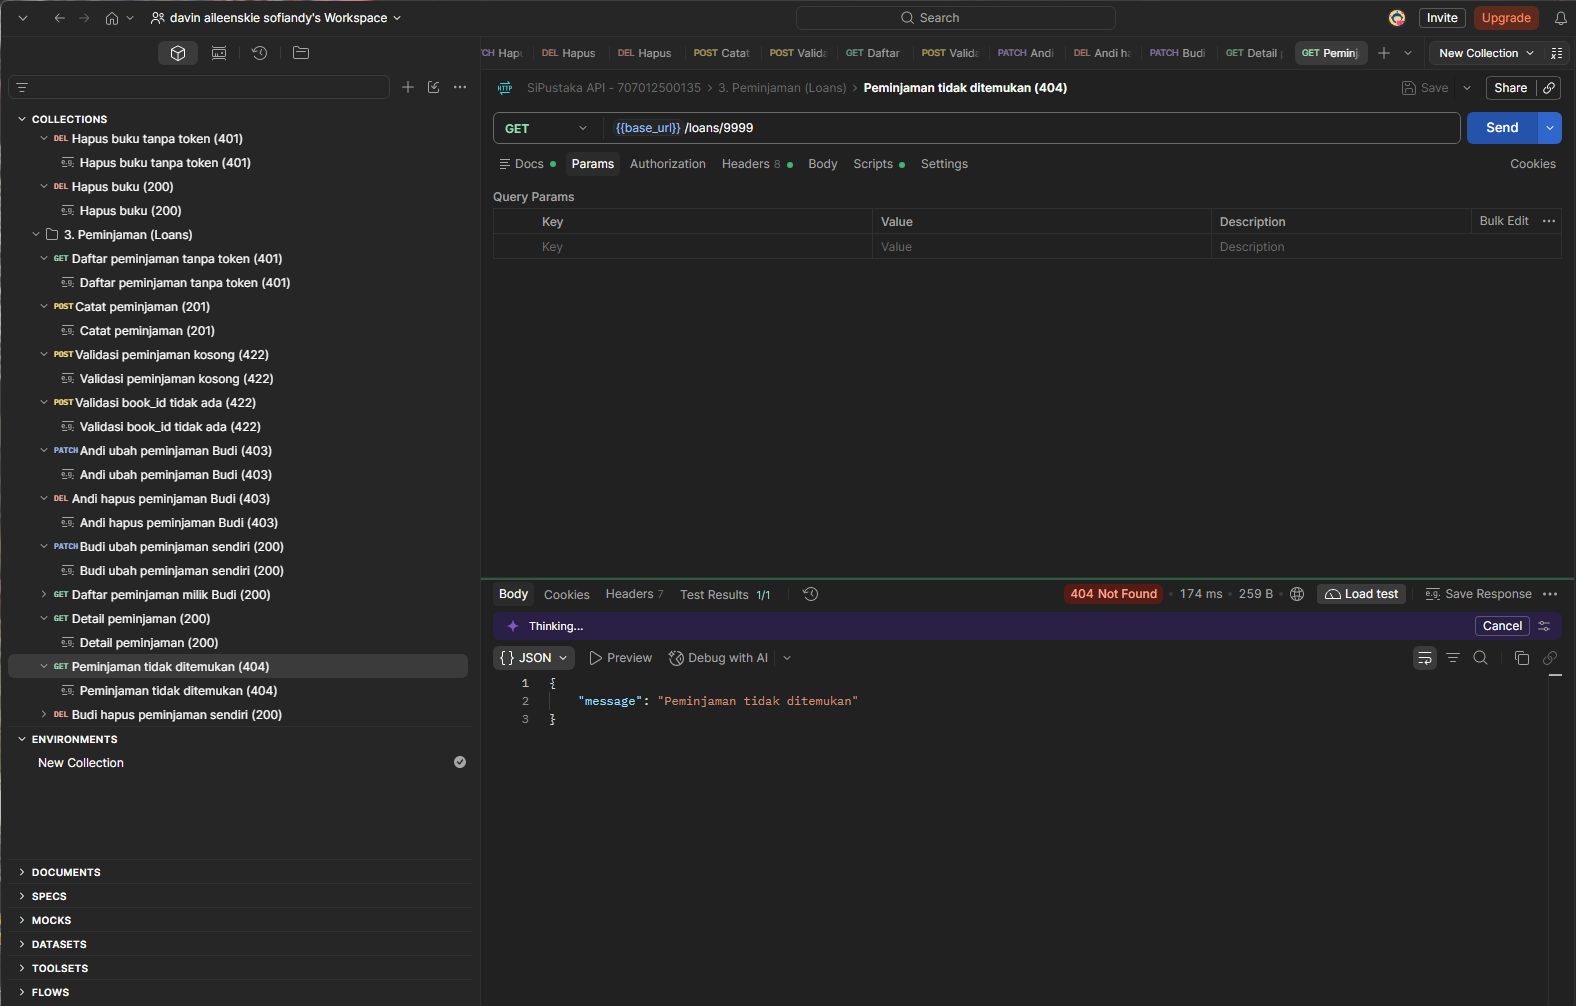 davin aileenskie sofiandy's Workspace
Search
Invite
Upgrade
COLLECTIONS
DEL Hapus buku tanpa token (401)
e.g. Hapus buku tanpa token (401)
DEL Hapus buku (200)
e.g. Hapus buku (200)
3. Peminjaman (Loans)
GET Daftar peminjaman tanpa token (401)
e.g. Daftar peminjaman tanpa token (401)
POST Catat peminjaman (201)
e.g. Catat peminjaman (201)
POST Validasi peminjaman kosong (422)
e.g. Validasi peminjaman kosong (422)
POST Validasi book_id tidak ada (422)
e.g. Validasi book_id tidak ada (422)
PATCH Andi ubah peminjaman Budi (403)
e.g. Andi ubah peminjaman Budi (403)
DEL Andi hapus peminjaman Budi (403)
e.g. Andi hapus peminjaman Budi (403)
PATCH Budi ubah peminjaman sendiri (200)
e.g. Budi ubah peminjaman sendiri (200)
GET Daftar peminjaman milik Budi (200)
GET Detail peminjaman (200)
e.g. Detail peminjaman (200)
GET Peminjaman tidak ditemukan (404)
e.g. Peminjaman tidak ditemukan (404)
DEL Budi hapus peminjaman sendiri (200)
ENVIRONMENTS
New Collection
DOCUMENTS
SPECS
MOCKS
DATASETS
TOOLSETS
FLOWS
CH Hapu DEL Hapus DEL Hapus POST Catat POST Valida GET Daftar POST Valida PATCH Andi DEL Andi ha PATCH Budi GET Detail GET Peminj New Collection
HTTP SiPustaka API - 707012500135 > 3. Peminjaman (Loans) > Peminjaman tidak ditemukan (404) Save Share
GET {{base_url}} /loans/9999 Send
Docs Params Authorization Headers 8 Body Scripts Settings Cookies
Query Params
Key Value Description Bulk Edit
Key Value Description
Body Cookies Headers 7 Test Results 1/1 404 Not Found 174 ms 259 B Load test e.g. Save Response
Thinking... Cancel
{} JSON Preview Debug with AI
1 {
2 "message": "Peminjaman tidak ditemukan"
3 }